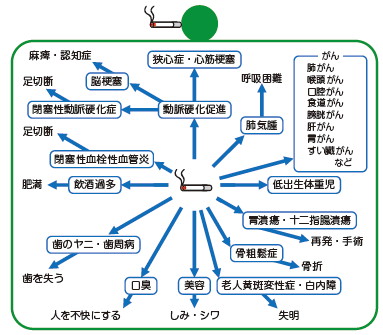 麻痺・認知症
狭心症・心筋梗塞
がん
肺がん
喉頭がん
口腔がん
食道がん
膀胱がん
肝がん
胃がん
すい臓がん
など
足切断
脳梗塞
呼吸困難
閉塞性動脈硬化症
動脈硬化促進
肺気腫
足切断
閉塞性血栓性血管炎
肥満
飲酒過多
低出生体重児
胃潰瘍・十二指腸潰瘍
再発・手術
歯のヤニ・歯周病
骨粗鬆症
骨折
歯を失う
口臭
美容
老人黄斑変性症・白内障
人を不快にする
しみ・シワ
失明